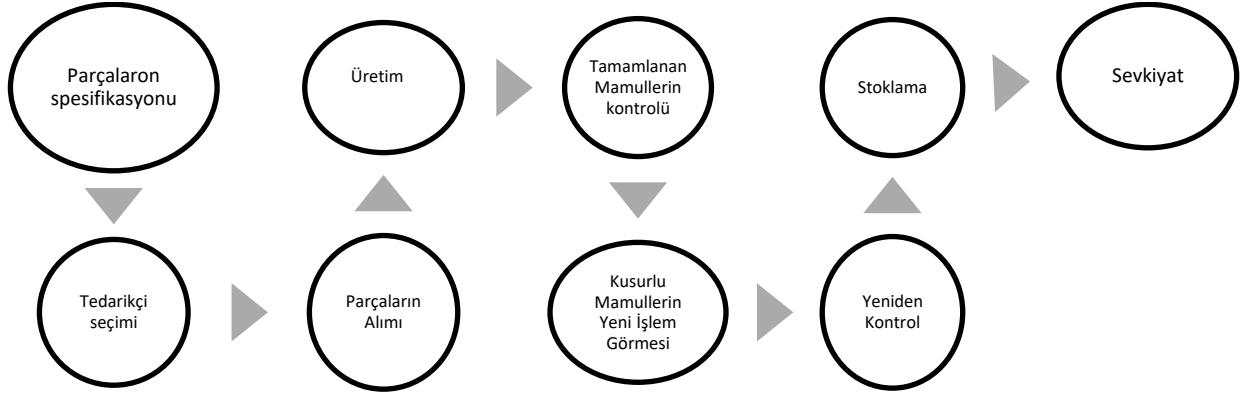 Parçalaron
spesifikasyonu
Tedarikçi
seçimi
Parçaların
Alımı
Üretim
Tamamlanan
Mamullerin
kontrolü
Kusurlu
Mamullerin
Yeni İşlem
Görmesi
Yeniden
Kontrol
Stoklama
Sevkiyat